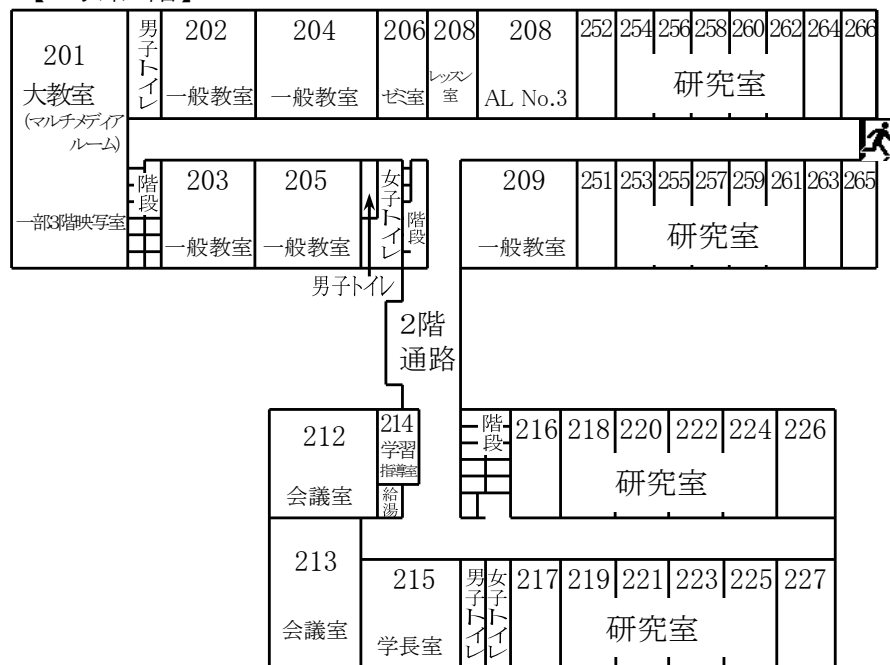 201
大教室
(マルチメディア
ルーム)
一部3階映写室
男子トイレ
202
一般教室
204
一般教室
206
ゼミ室
208
レッスン
室
208
AL No.3
252
254
256
258
260
262
264
266
研究室
階段
203
一般教室
205
一般教室
男子トイレ
女子トイレ
階段
209
一般教室
251
253
255
257
259
261
263
265
研究室
2階
通路
212
会議室
214
学習
指導室
給湯
階段
216
218
220
222
224
226
研究室
213
会議室
215
学長室
男子トイレ
女子トイレ
217
219
221
223
225
227
研究室